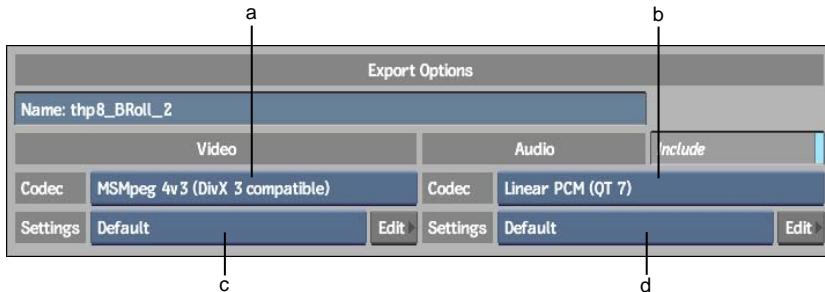 a
b
Export Options
Name: thp8_BRoll_2
Video
Audio
Include
Codec
MSMpeg 4v3 (DivX 3 compatible)
Codec
Linear PCM (QT 7)
Settings
Default
Edit
Settings
Default
Edit
c
d